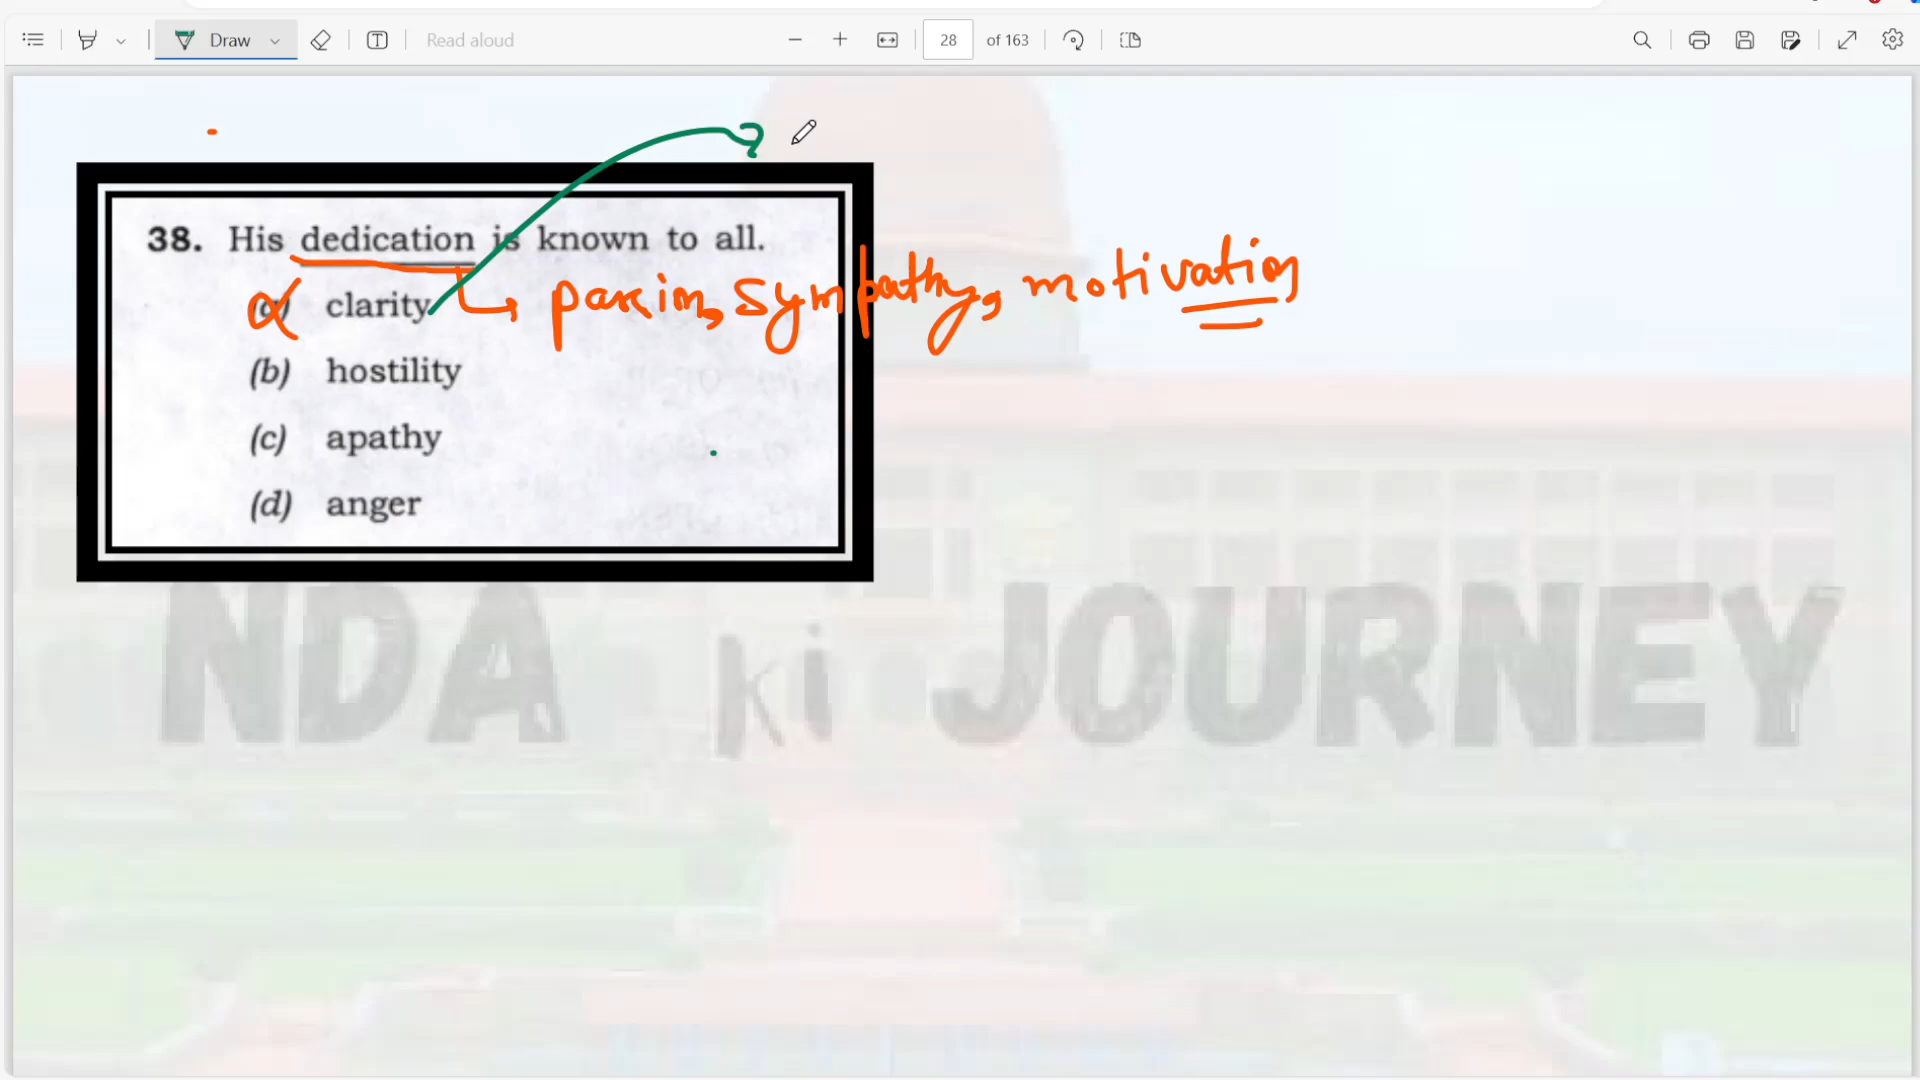 Draw
Read aloud
28 of 163
38. His dedication is known to all.
(a) clarity
sympathy, motivation
(b) hostility
(c) apathy
(d) anger
NDA ki JOURNEY